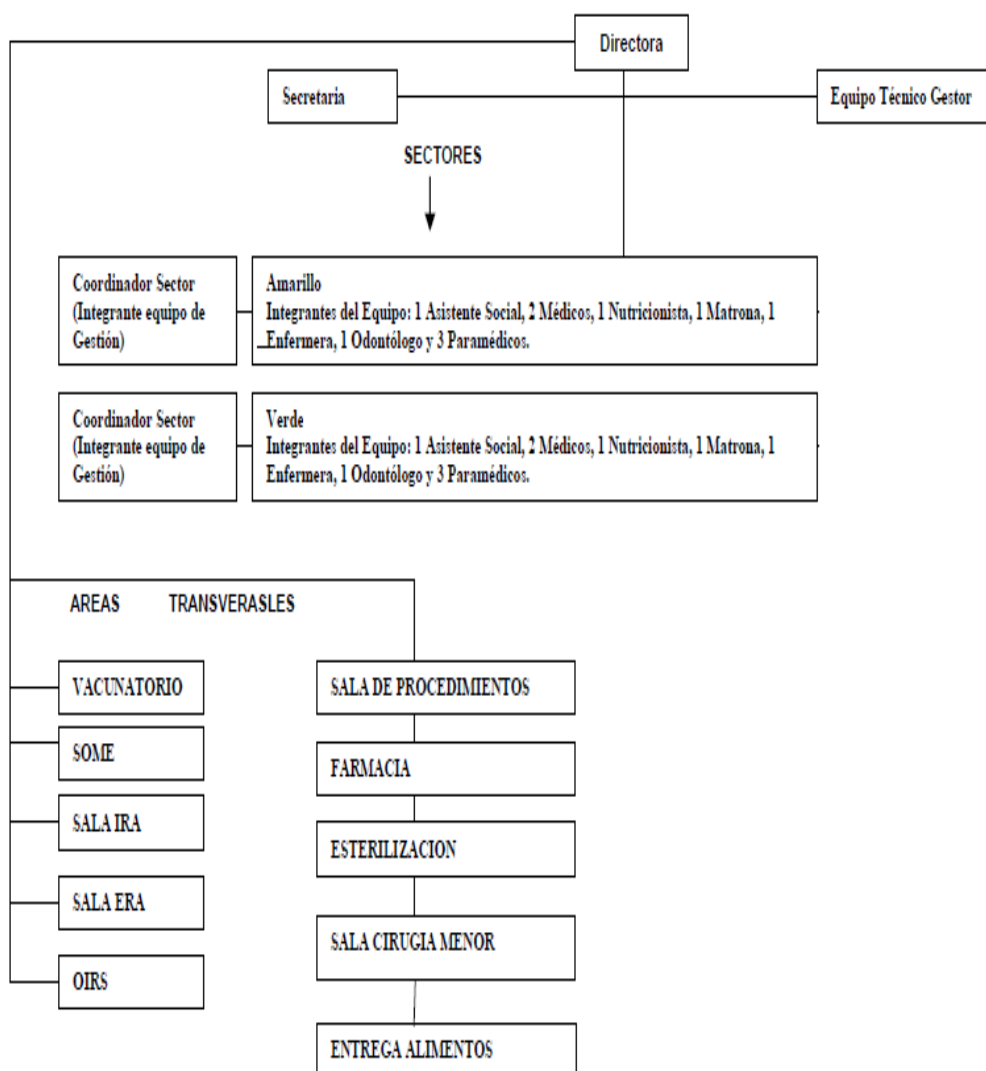 Directora
Secretaria
Equipo Técnico Gestor
SECTORES
Coordinador Sector
(Integrante equipo de
Gestión)
Amarillo
Integrantes del Equipo: 1 Asistente Social, 2 Médicos, 1 Nutricionista, 1 Matrona, 1
Enfermera, 1 Odontólogo y 3 Paramédicos.
Coordinador Sector
(Integrante equipo de
Gestión)
Verde
Integrantes del Equipo: 1 Asistente Social, 2 Médicos, 1 Nutricionista, 1 Matrona, 1
Enfermera, 1 Odontólogo y 3 Paramédicos.
AREAS TRANSVERASLES
VACUNATORIO
SOME
SALA IRA
SALA ERA
OIRS
SALA DE PROCEDIMIENTOS
FARMACIA
ESTERILIZACION
SALA CIRUGIA MENOR
ENTREGA ALIMENTOS